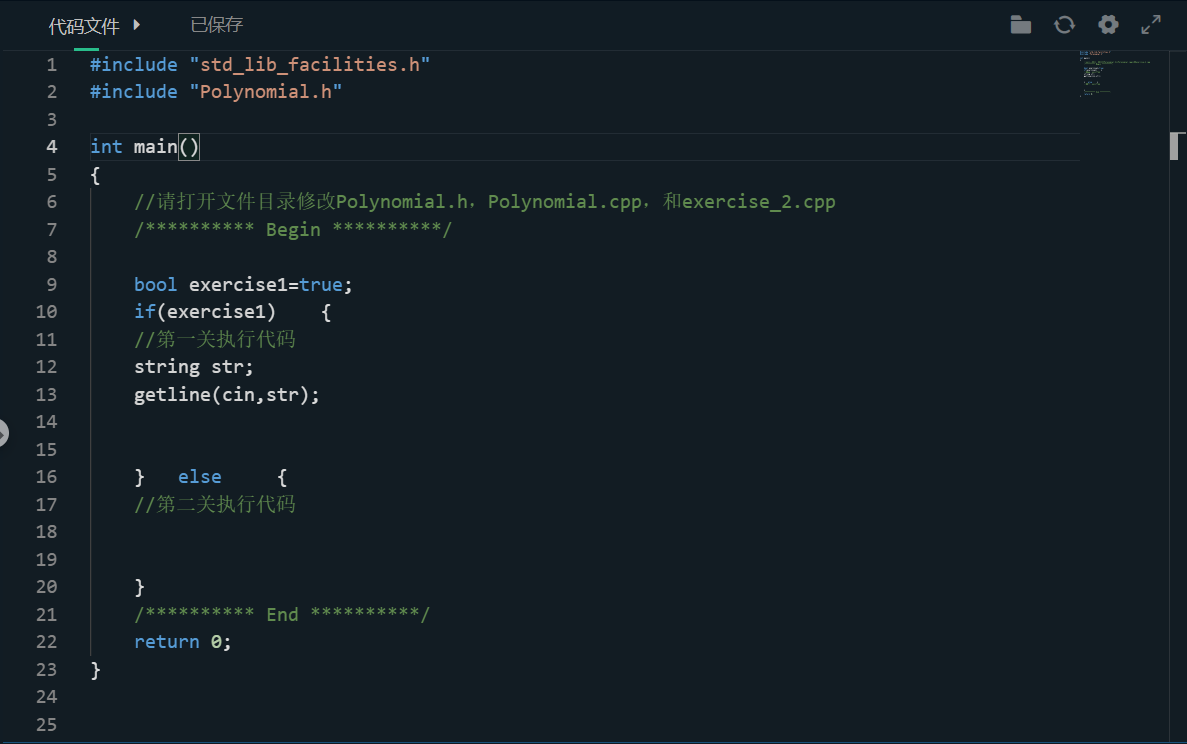 代码文件 已保存
1 #include "std_lib_facilities.h"
2 #include "Polynomial.h"
3
4 int main()
5 {
6     //请打开文件目录修改Polynomial.h，Polynomial.cpp，和exercise_2.cpp
7     /********** Begin **********/
8
9     bool exercise1=true;
10     if(exercise1)    {
11     //第一关执行代码
12     string str;
13     getline(cin,str);
14
15
16     }   else     {
17     //第二关执行代码
18
19
20     }
21     /********** End **********/
22     return 0;
23 }
24
25